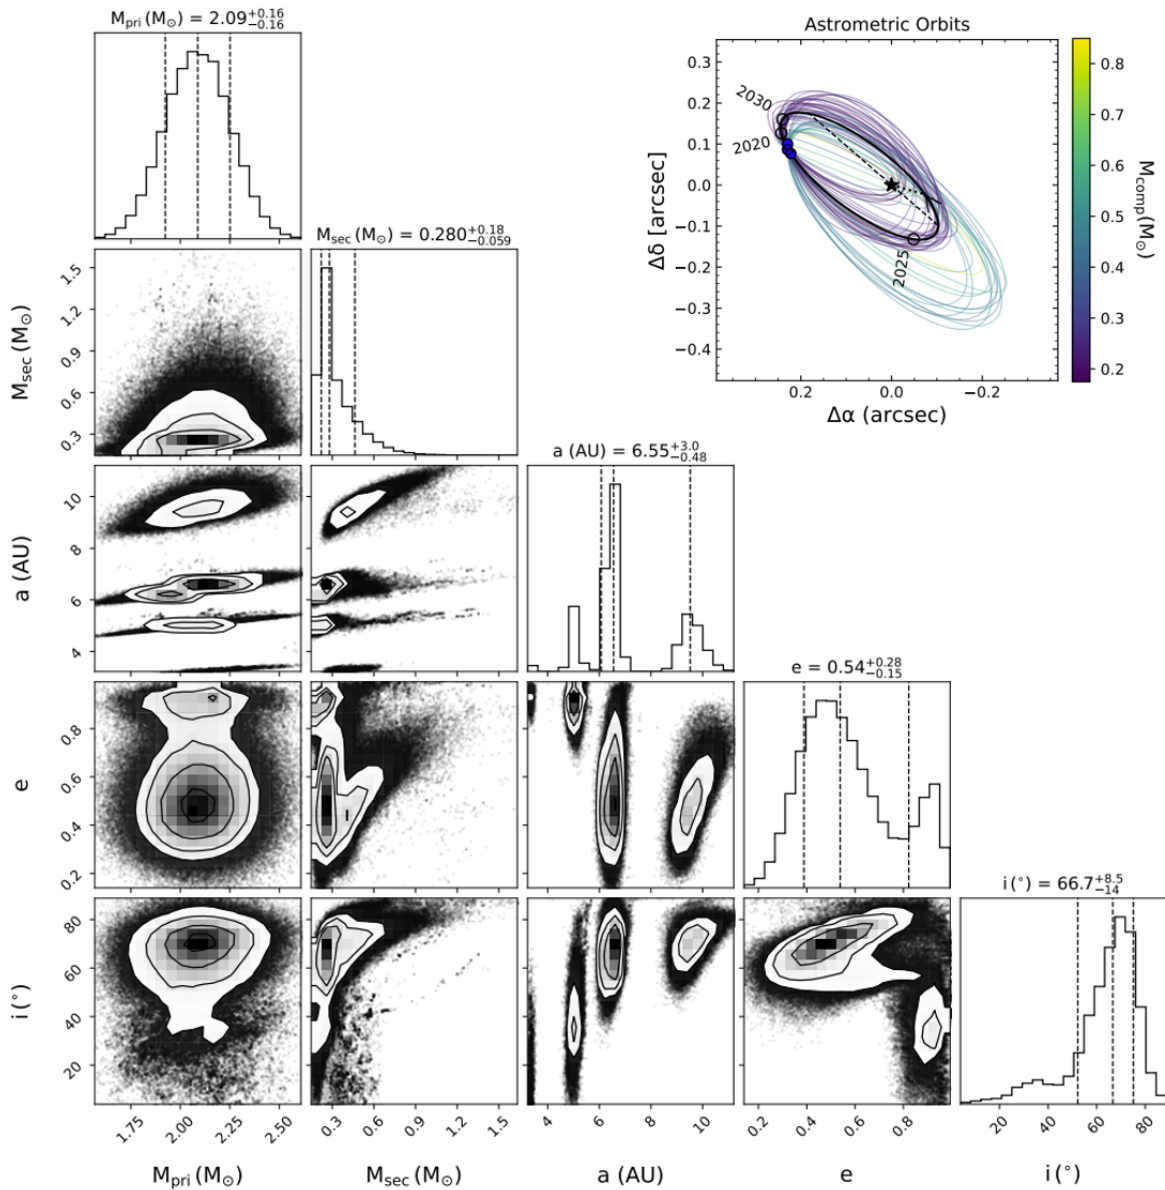 M_pri (M_⊙) = 2.09^{+0.16}_{-0.16}
Astrometric Orbits
0.3
0.2
0.1
0.0
−0.1
−0.2
−0.3
−0.4
Δδ [arcsec]
2030
2020
2025
0.2 0.0 −0.2
Δα (arcsec)
0.8
0.7
0.6
0.5
0.4
0.3
0.2
M_comp(M_⊙)
M_sec (M_⊙) = 0.280^{+0.18}_{-0.059}
1.5
1.2
0.9
0.6
0.3
M_sec (M_⊙)
a (AU) = 6.55^{+3.0}_{-0.48}
10
8
6
4
a (AU)
e = 0.54^{+0.28}_{-0.15}
0.8
0.6
0.4
0.2
e
i (°) = 66.7^{+8.5}_{-14}
80
60
40
20
i (°)
1.75 2.00 2.25 2.50
0.3 0.6 0.9 1.2 1.5
4 6 8 10
0.2 0.4 0.6 0.8
20 40 60 80
M_pri (M_⊙)
M_sec (M_⊙)
a (AU)
e
i (°)